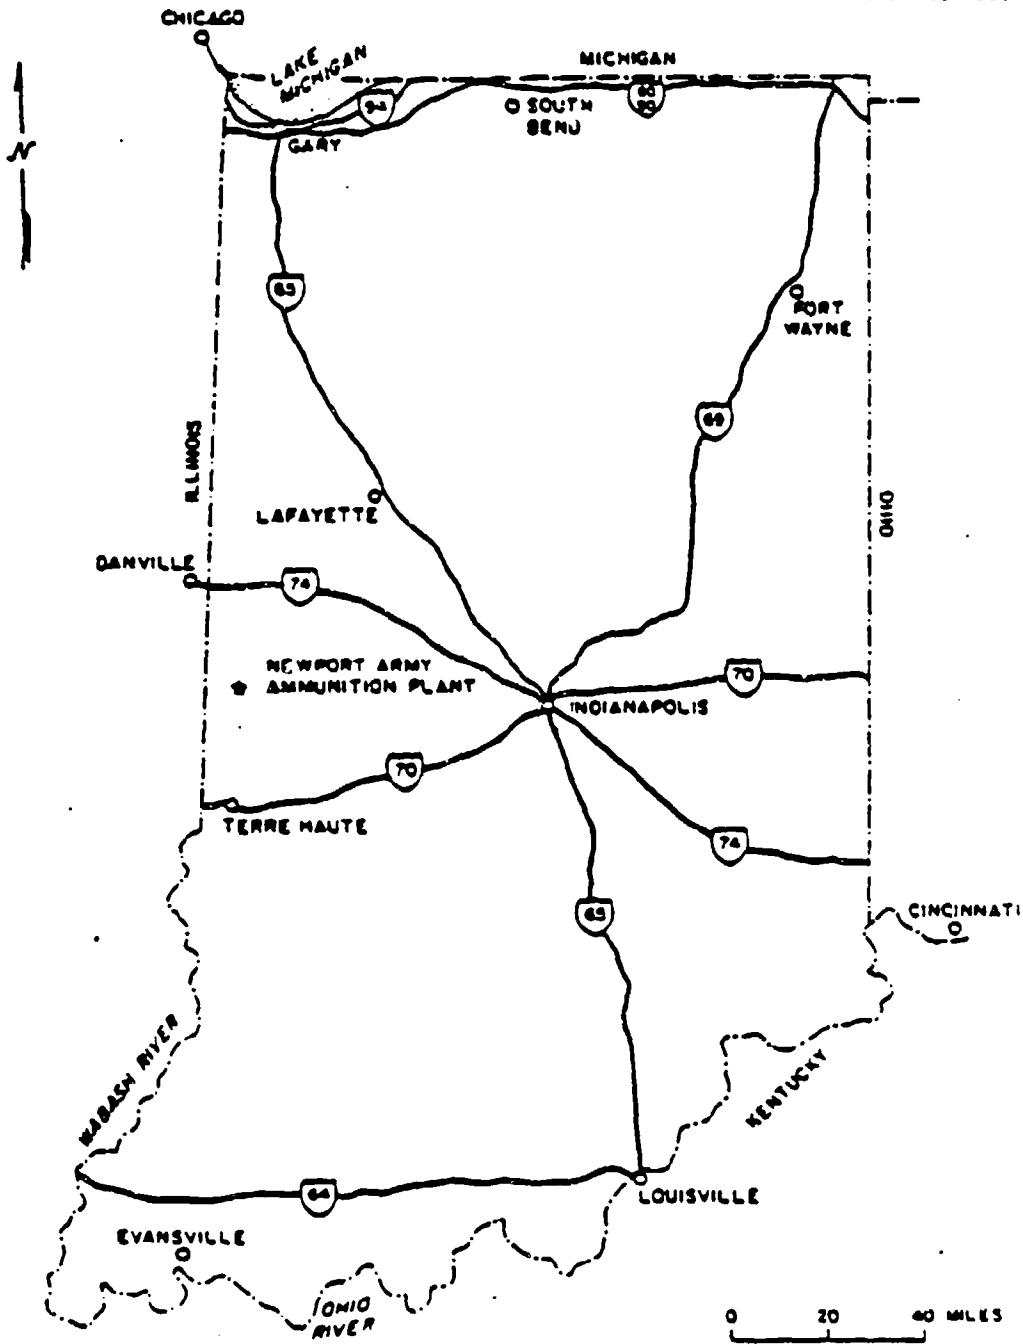 CHICAGO
LAKE
MICHIGAN
MICHIGAN
94
SOUTH
BEND
80
90
GARY
N
65
FORT
WAYNE
69
ILLINOIS
OHIO
LAFAYETTE
DANVILLE
74
NEWPORT ARMY
AMMUNITION PLANT
70
INDIANAPOLIS
70
TERRE HAUTE
74
65
CINCINNATI
WABASH RIVER
KENTUCKY
64
LOUISVILLE
EVANSVILLE
OHIO
RIVER
0 20 40 MILES